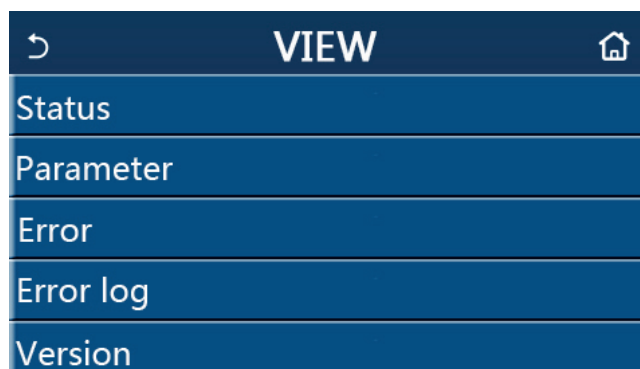 VIEW
Status
Parameter
Error
Error log
Version